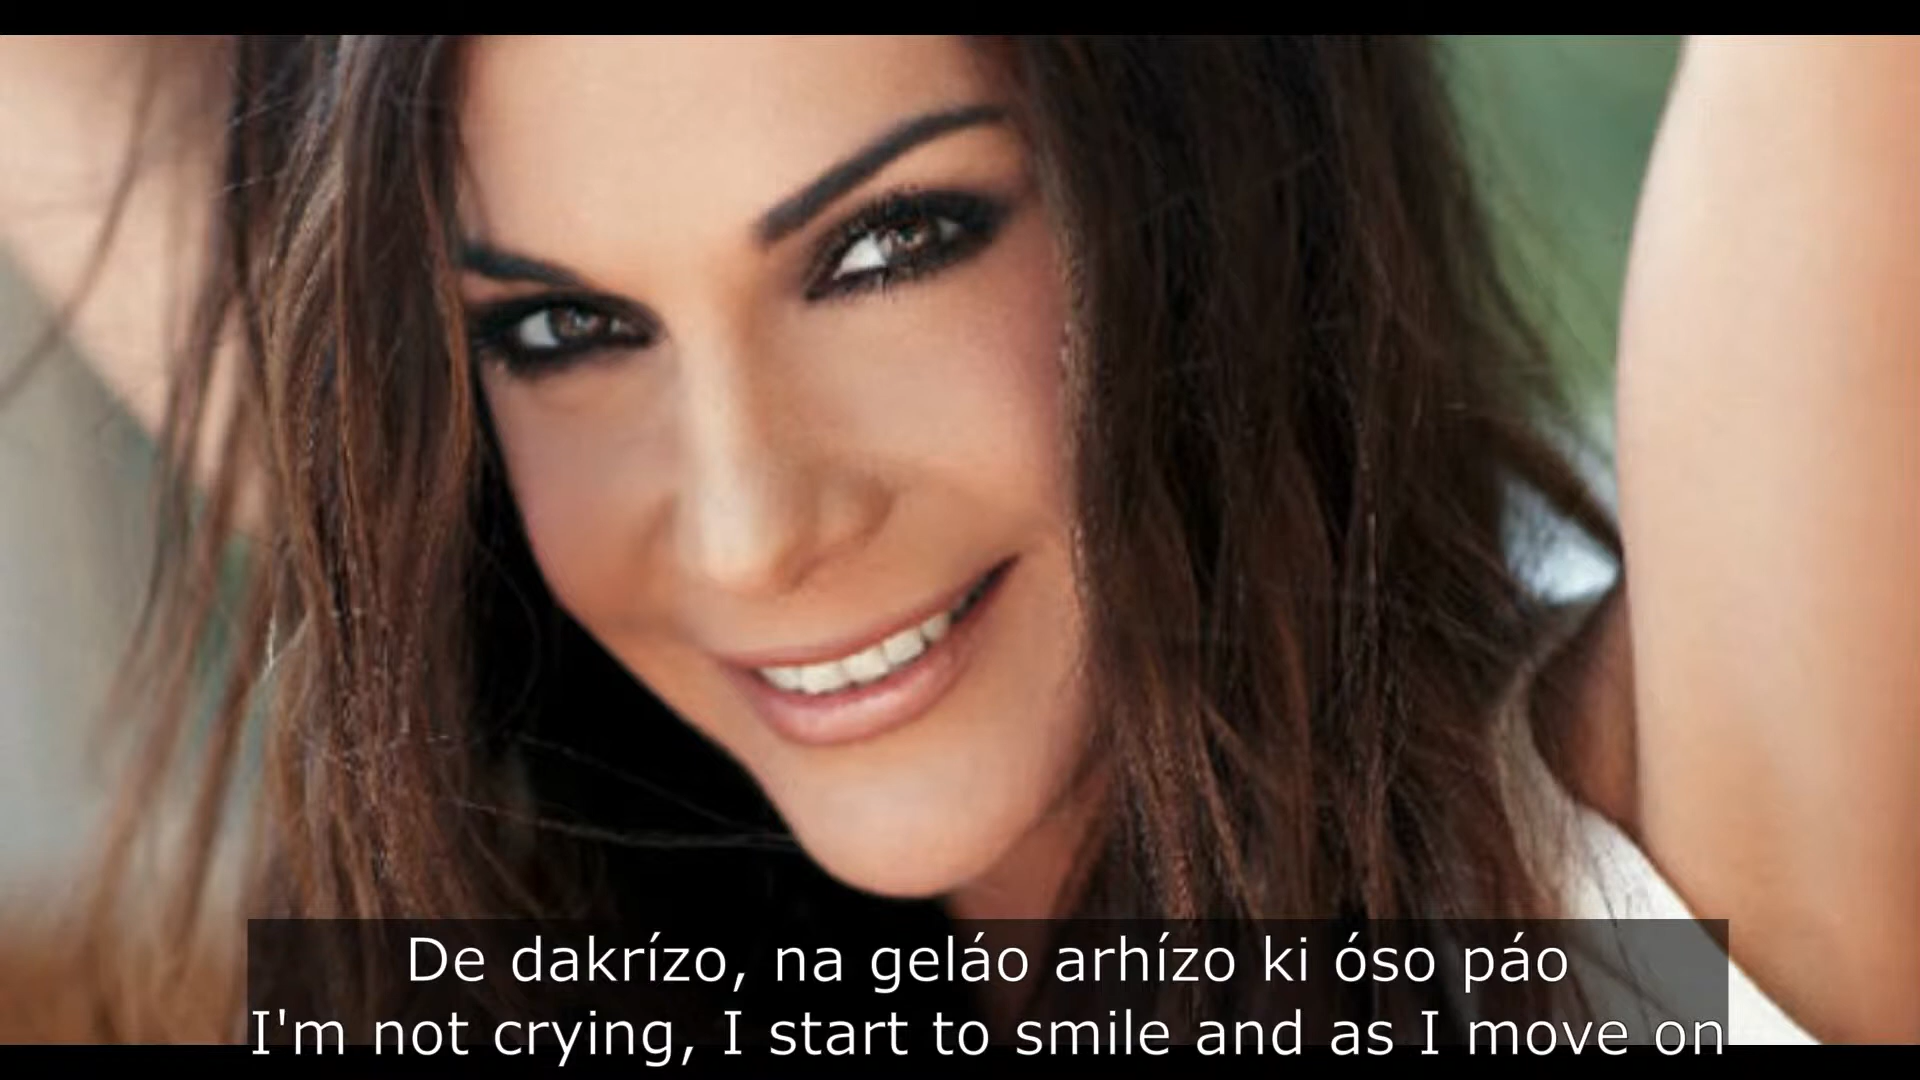 De dakrízo, na geláo arhízo ki óso páo
I'm not crying, I start to smile and as I move on